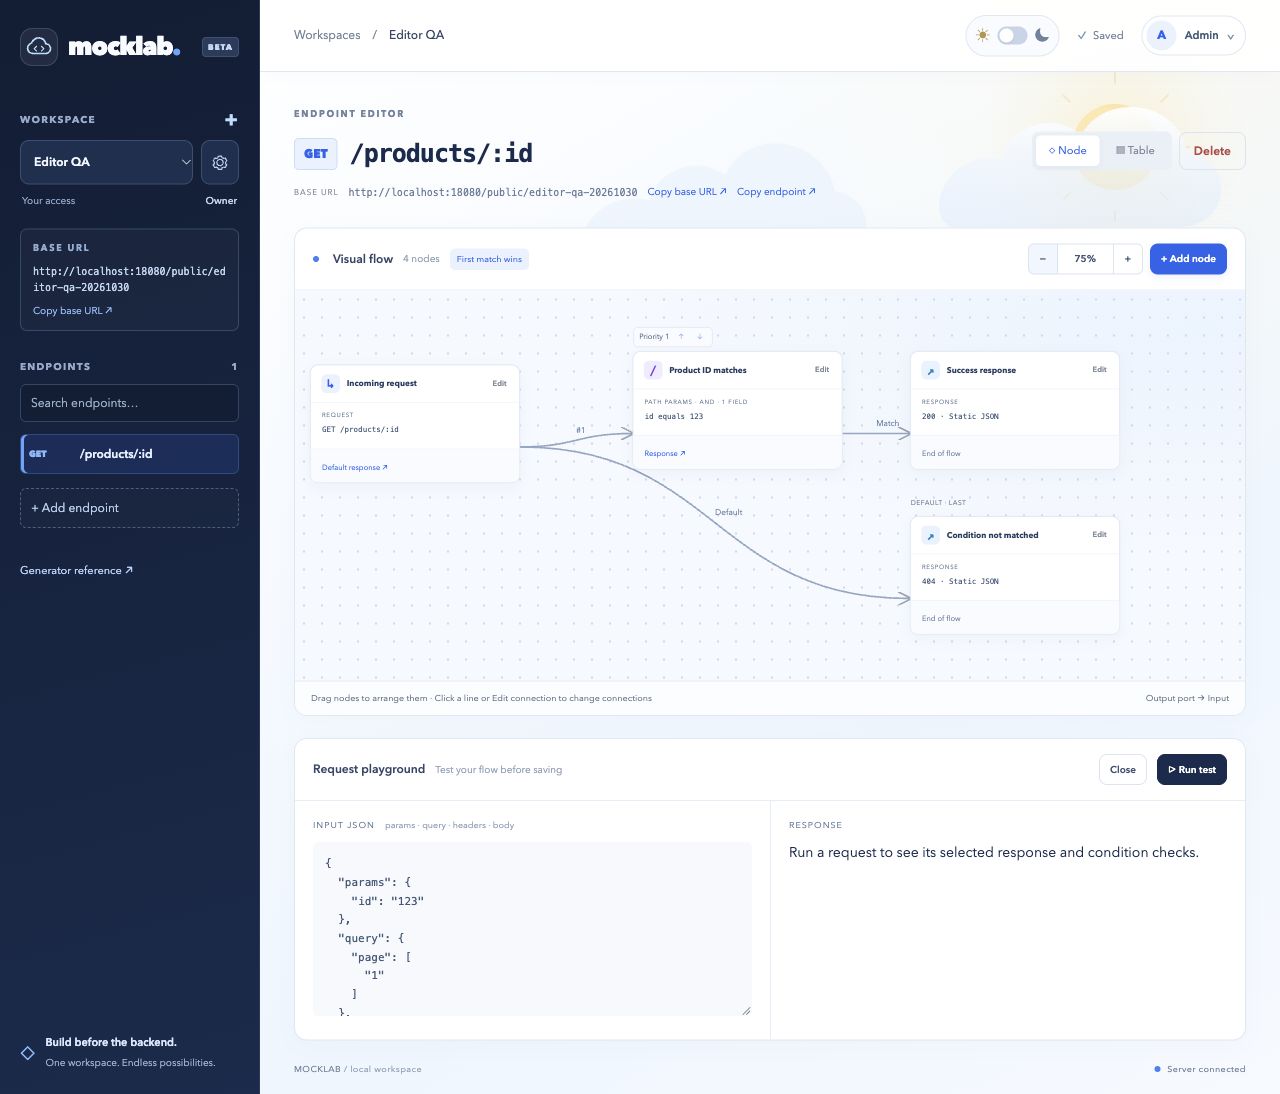 mocklab.
BETA
WORKSPACE
+
Editor QA
Your access
Owner
BASE URL
http://localhost:18080/public/ed
itor-qa-20261030
Copy base URL ↗
ENDPOINTS
1
Search endpoints…
GET /products/:id
+ Add endpoint
Generator reference ↗
Build before the backend.
One workspace. Endless possibilities.
Workspaces / Editor QA
✓ Saved
A Admin
ENDPOINT EDITOR
GET /products/:id
◇ Node
▦ Table
Delete
BASE URL http://localhost:18080/public/editor-qa-20261030 Copy base URL ↗ Copy endpoint ↗
Visual flow 4 nodes First match wins
− 75% +
+ Add node
Incoming request Edit
REQUEST
GET /products/:id
Default response ↗
#1
Priority 1 ↑ ↓
/ Product ID matches Edit
PATH PARAMS · AND · 1 FIELD
id equals 123
Response ↗
Match
Success response Edit
RESPONSE
200 · Static JSON
End of flow
Default
DEFAULT · LAST
Condition not matched Edit
RESPONSE
404 · Static JSON
End of flow
Drag nodes to arrange them · Click a line or Edit connection to change connections
Output port → Input
Request playground Test your flow before saving
Close
▷ Run test
INPUT JSON params · query · headers · body
{
"params": {
"id": "123"
},
"query": {
"page": [
"1"
]
},
RESPONSE
Run a request to see its selected response and condition checks.
MOCKLAB / local workspace
Server connected